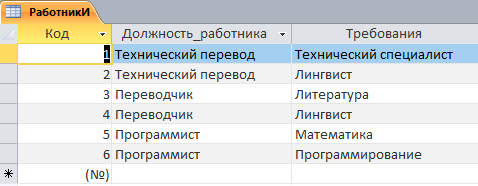 РаботникИ
Код Должность_работника Требования
1 Технический перевод Технический специалист
2 Технический перевод Лингвист
3 Переводчик Литература
4 Переводчик Лингвист
5 Программист Математика
6 Программист Программирование
* (№)